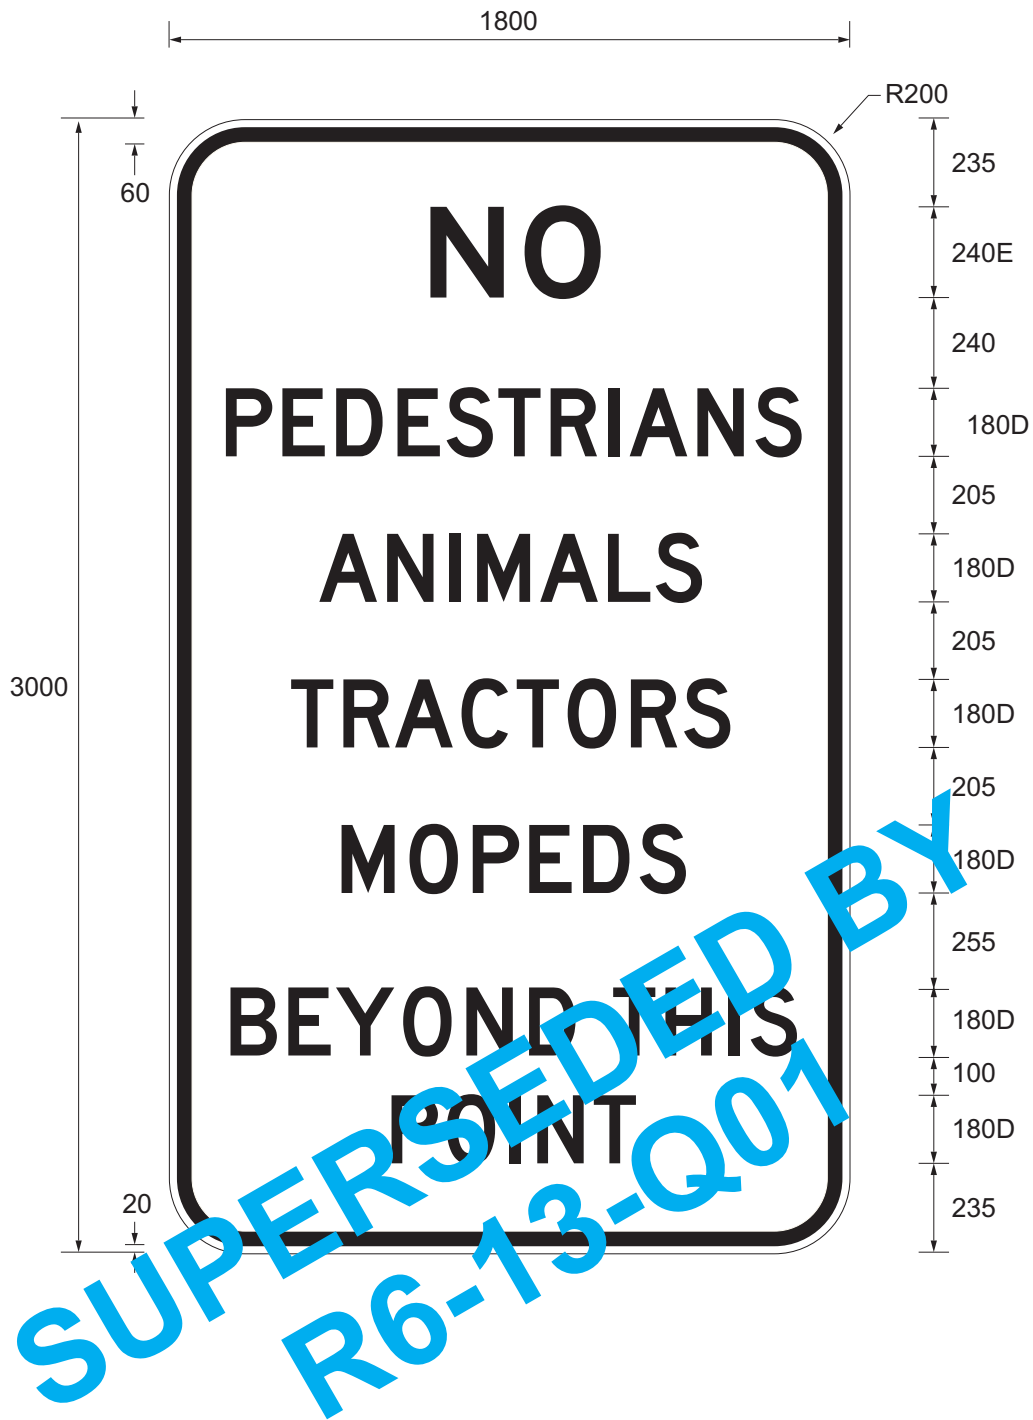 1800
R200
60
3000
20
NO
PEDESTRIANS
ANIMALS
TRACTORS
MOPEDS
BEYOND THIS
POINT
235
240E
240
180D
205
180D
205
180D
205
180D
255
180D
100
180D
235
SUPERSEDED BY
R6-13-Q01